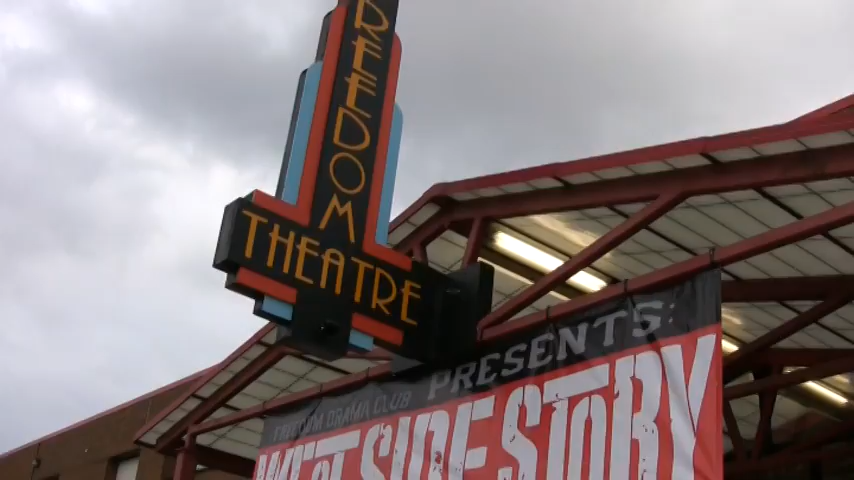 REEDOM
THEATRE
FREEDOM DRAMA CLUB PRESENTS:
WEST SIDE STORY